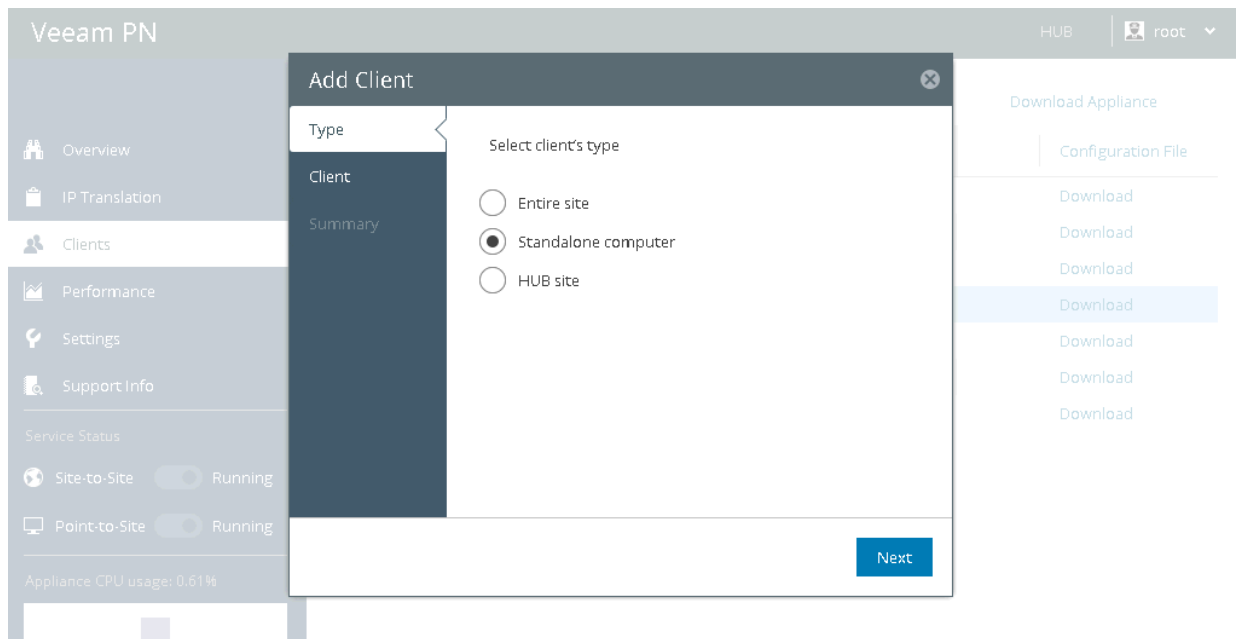 Veeam PN
HUB
root
Add Client
Download Appliance
Type
Select client's type
Overview
Configuration File
Client
IP Translation
Entire site
Download
Summary
Download
Clients
Standalone computer
Download
HUB site
Performance
Download
Settings
Download
Support Info
Download
Download
Service Status
Site-to-Site
Running
Point-to-Site
Running
Next
Appliance CPU usage: 0.61%